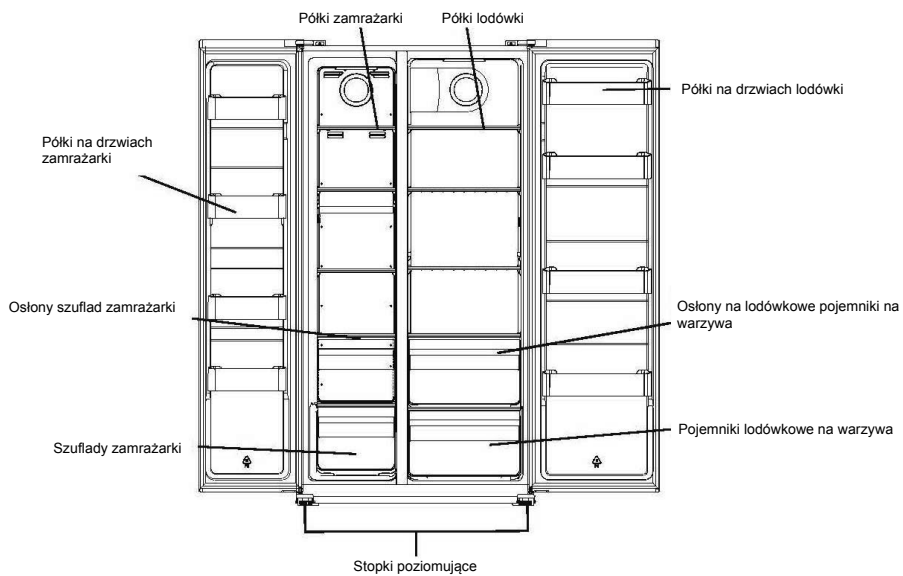 Półki zamrażarki
Półki lodówki
Półki na drzwiach lodówki
Półki na drzwiach
zamrażarki
Osłony szuflad zamrażarki
Osłony na lodówkowe pojemniki na
warzywa
Szuflady zamrażarki
Pojemniki lodówkowe na warzywa
Stopki poziomujące